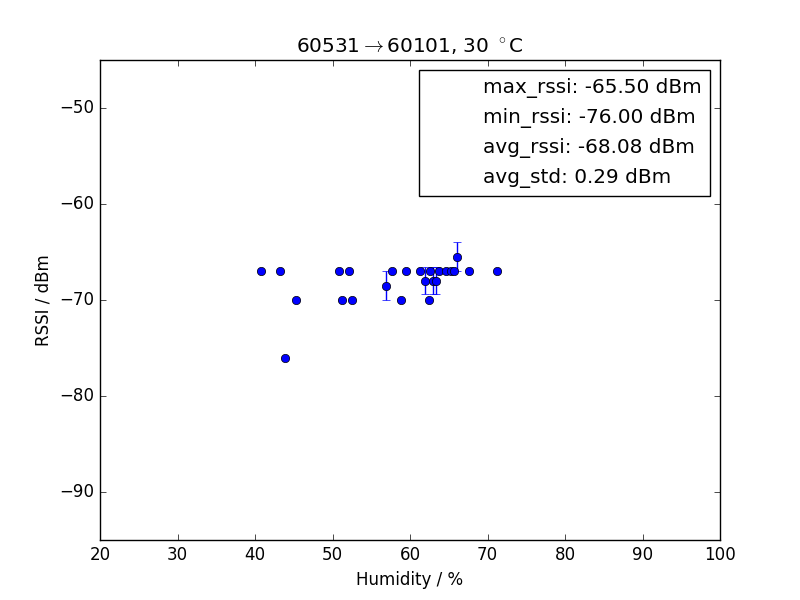 60531→60101, 30 °C
max_rssi: -65.50 dBm
min_rssi: -76.00 dBm
avg_rssi: -68.08 dBm
avg_std: 0.29 dBm
RSSI / dBm
−50
−60
−70
−80
−90
20 30 40 50 60 70 80 90 100
Humidity / %